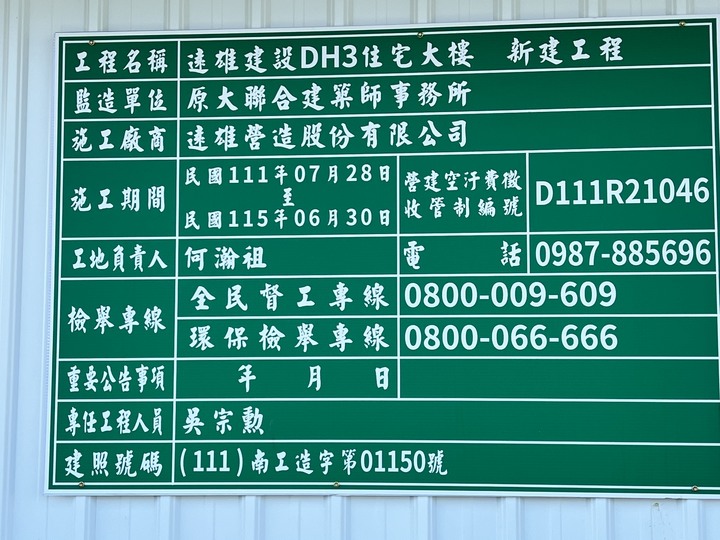 工程名稱 遠雄建設DH3住宅大樓 新建工程
監造單位 原大聯合建築師事務所
施工廠商 遠雄營造股份有限公司
施工期間 民國111年07月28日
至
民國115年06月30日
營建空汙費徵
收管制編號
D111R21046
工地負責人 何瀚祖 電話 0987-885696
檢舉專線 全民督工專線 0800-009-609
環保檢舉專線 0800-066-666
重要公告事項 年 月 日
專任工程人員 吳宗勳
建照號碼 (111)南工造字第01150號